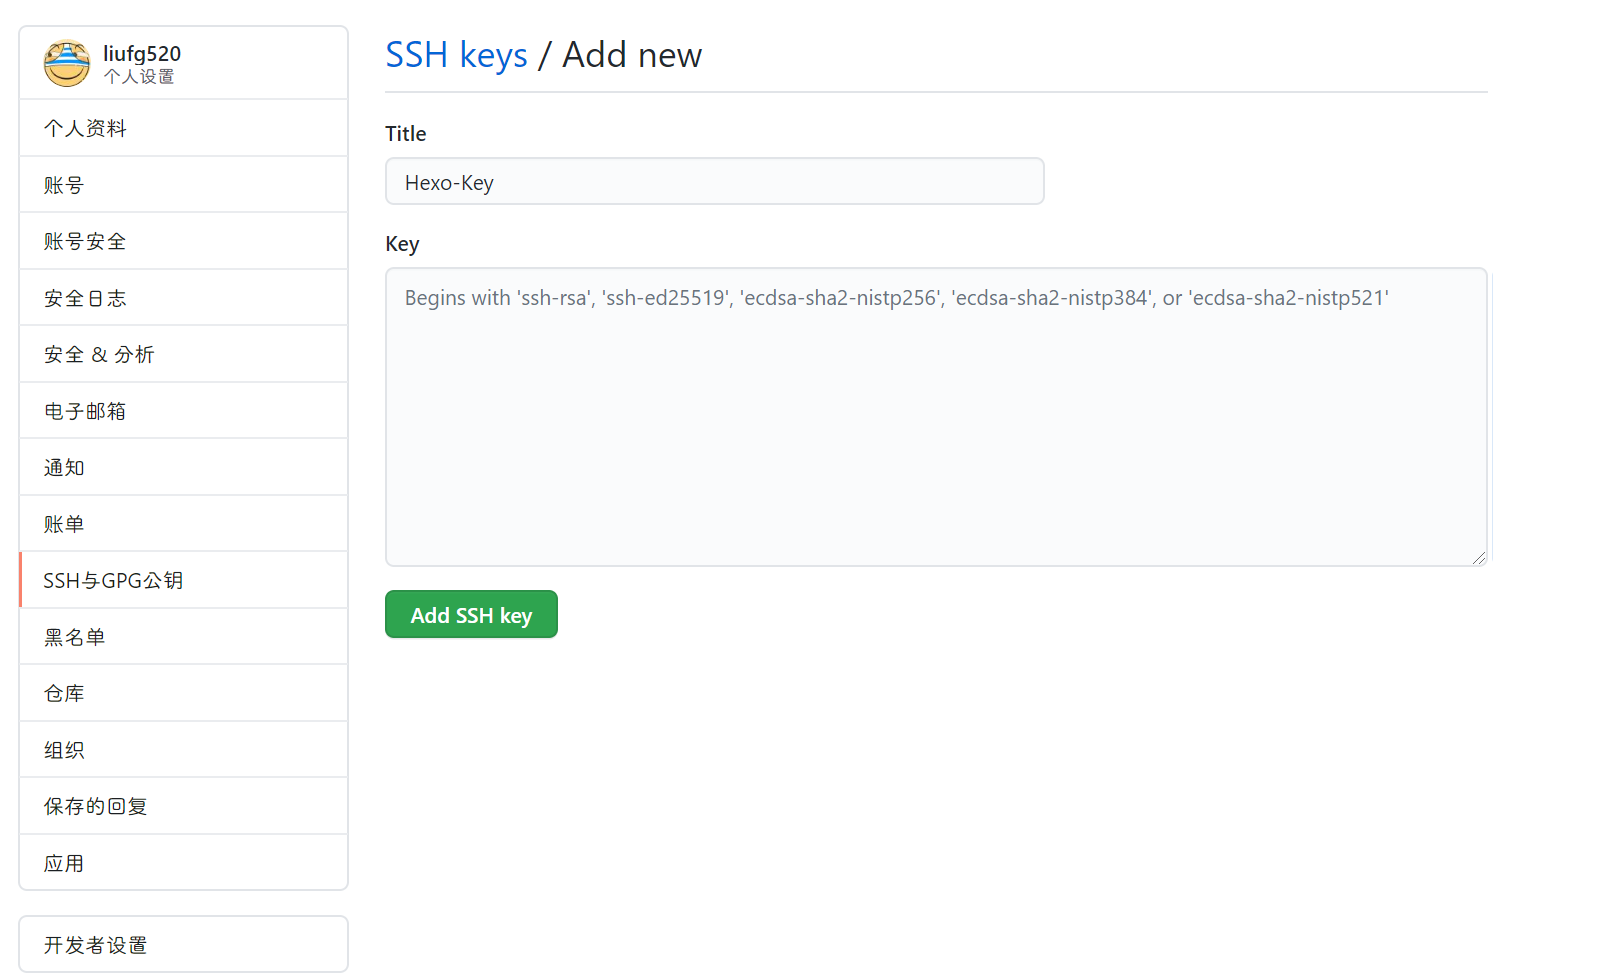 liufg520
个人设置
个人资料
账号
账号安全
安全日志
安全 & 分析
电子邮箱
通知
账单
SSH与GPG公钥
黑名单
仓库
组织
保存的回复
应用
开发者设置
SSH keys / Add new
Title
Hexo-Key
Key
Begins with 'ssh-rsa', 'ssh-ed25519', 'ecdsa-sha2-nistp256', 'ecdsa-sha2-nistp384', or 'ecdsa-sha2-nistp521'
Add SSH key